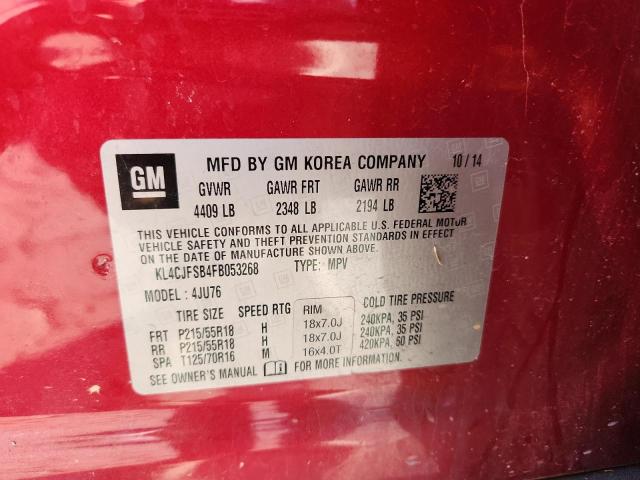 GM MFD BY GM KOREA COMPANY 10/14
GVWR GAWR FRT GAWR RR
4409 LB 2348 LB 2194 LB
THIS VEHICLE CONFORMS TO ALL APPLICABLE U.S. FEDERAL MOTOR
VEHICLE SAFETY AND THEFT PREVENTION STANDARDS IN EFFECT
ON THE DATE OF MANUFACTURE SHOWN ABOVE.
KL4CJFSB4FB053268 TYPE: MPV
MODEL: 4JU76
TIRE SIZE SPEED RTG RIM COLD TIRE PRESSURE
FRT P215/55R18 H 18x7.0J 240KPA, 35 PSI
RR P215/55R18 H 18x7.0J 240KPA, 35 PSI
SPA T125/70R16 M 16x4.0T 420KPA, 60 PSI
SEE OWNER'S MANUAL FOR MORE INFORMATION.